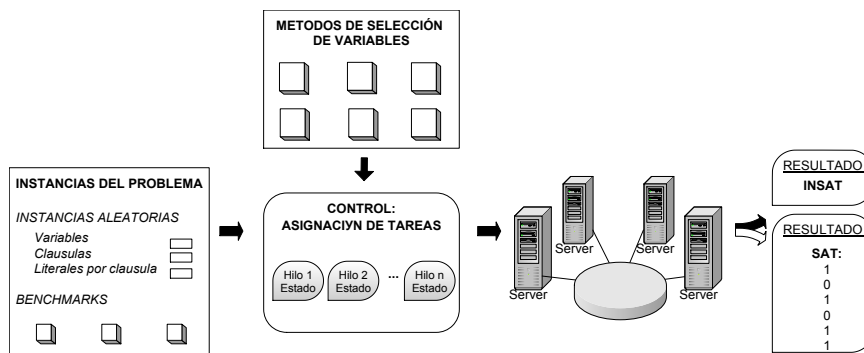 METODOS DE SELECCIÓN
DE VARIABLES
INSTANCIAS DEL PROBLEMA
INSTANCIAS ALEATORIAS
Variables
Clausulas
Literales por clausula
BENCHMARKS
CONTROL:
ASIGNACIYN DE TAREAS
Hilo 1
Estado
Hilo 2
Estado
...
Hilo n
Estado
Server
Server
Server
Server
RESULTADO
INSAT
RESULTADO
SAT:
1
0
1
0
1
1